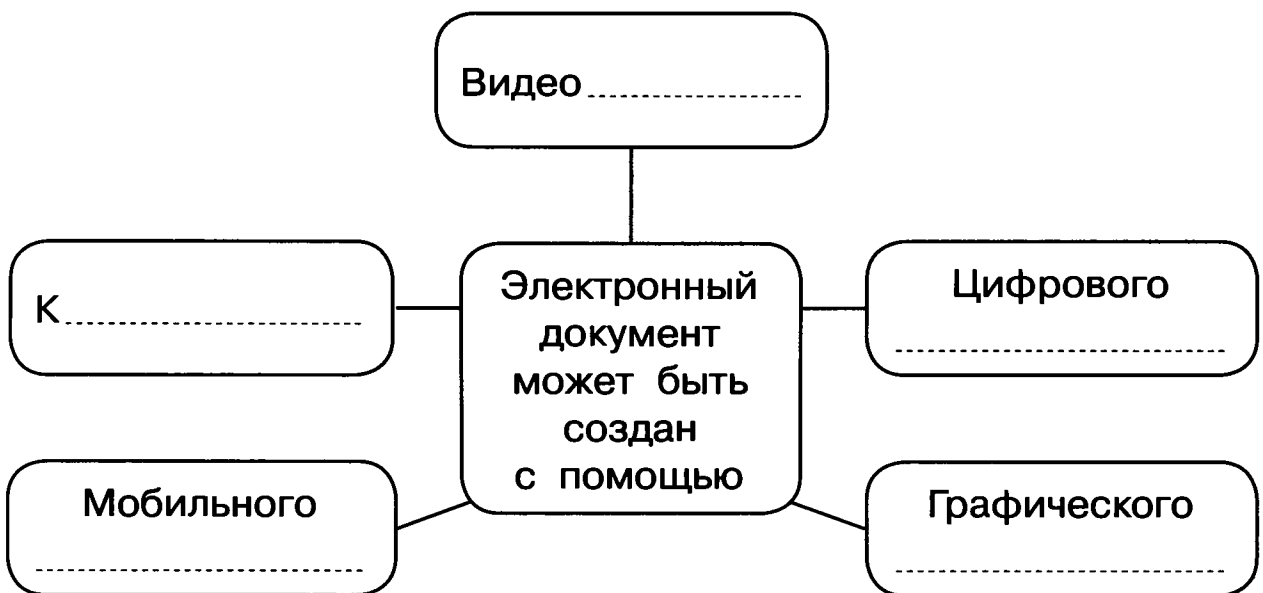 Видео
К
Электронный
документ
может быть
создан
с помощью
Цифрового
Мобильного
Графического